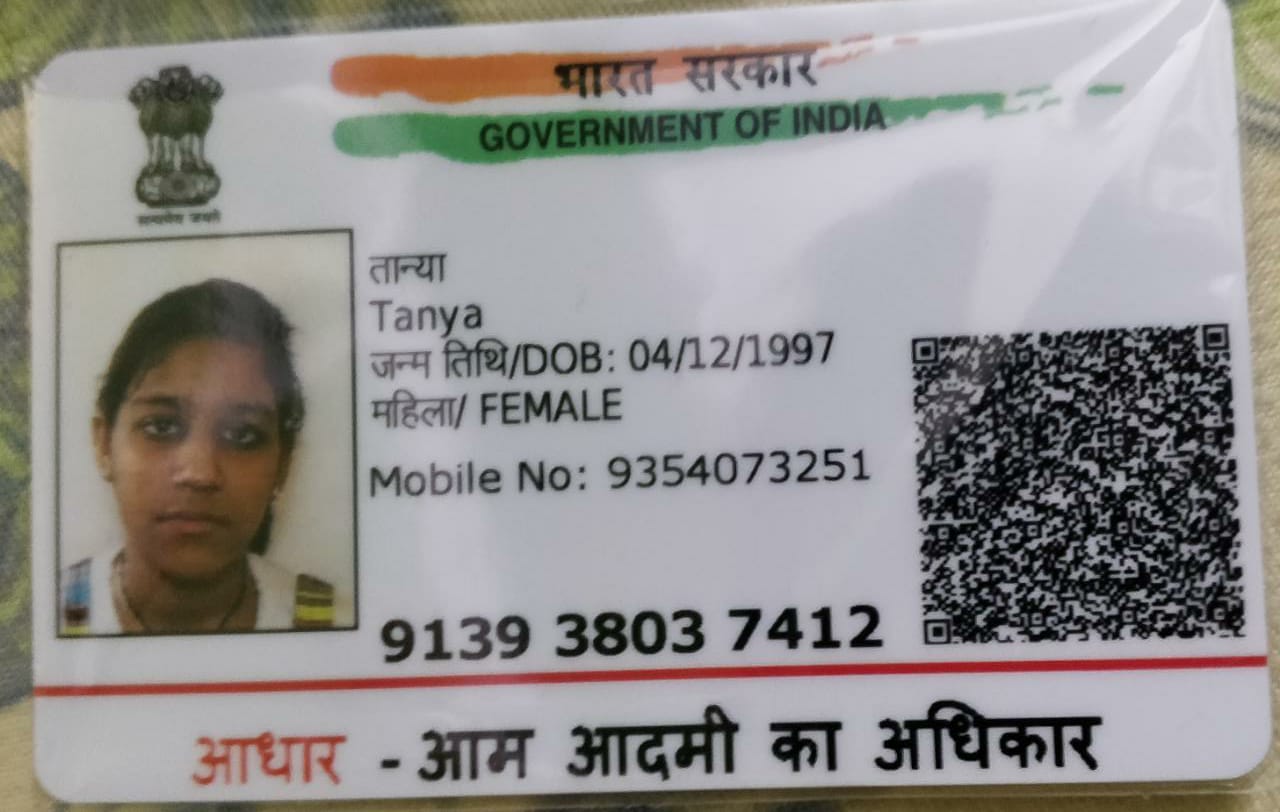 भारत सरकार
GOVERNMENT OF INDIA
सत्यमेव जयते
तान्या
Tanya
जन्म तिथि/DOB: 04/12/1997
महिला/ FEMALE
Mobile No: 9354073251
9139 3803 7412
आधार - आम आदमी का अधिकार